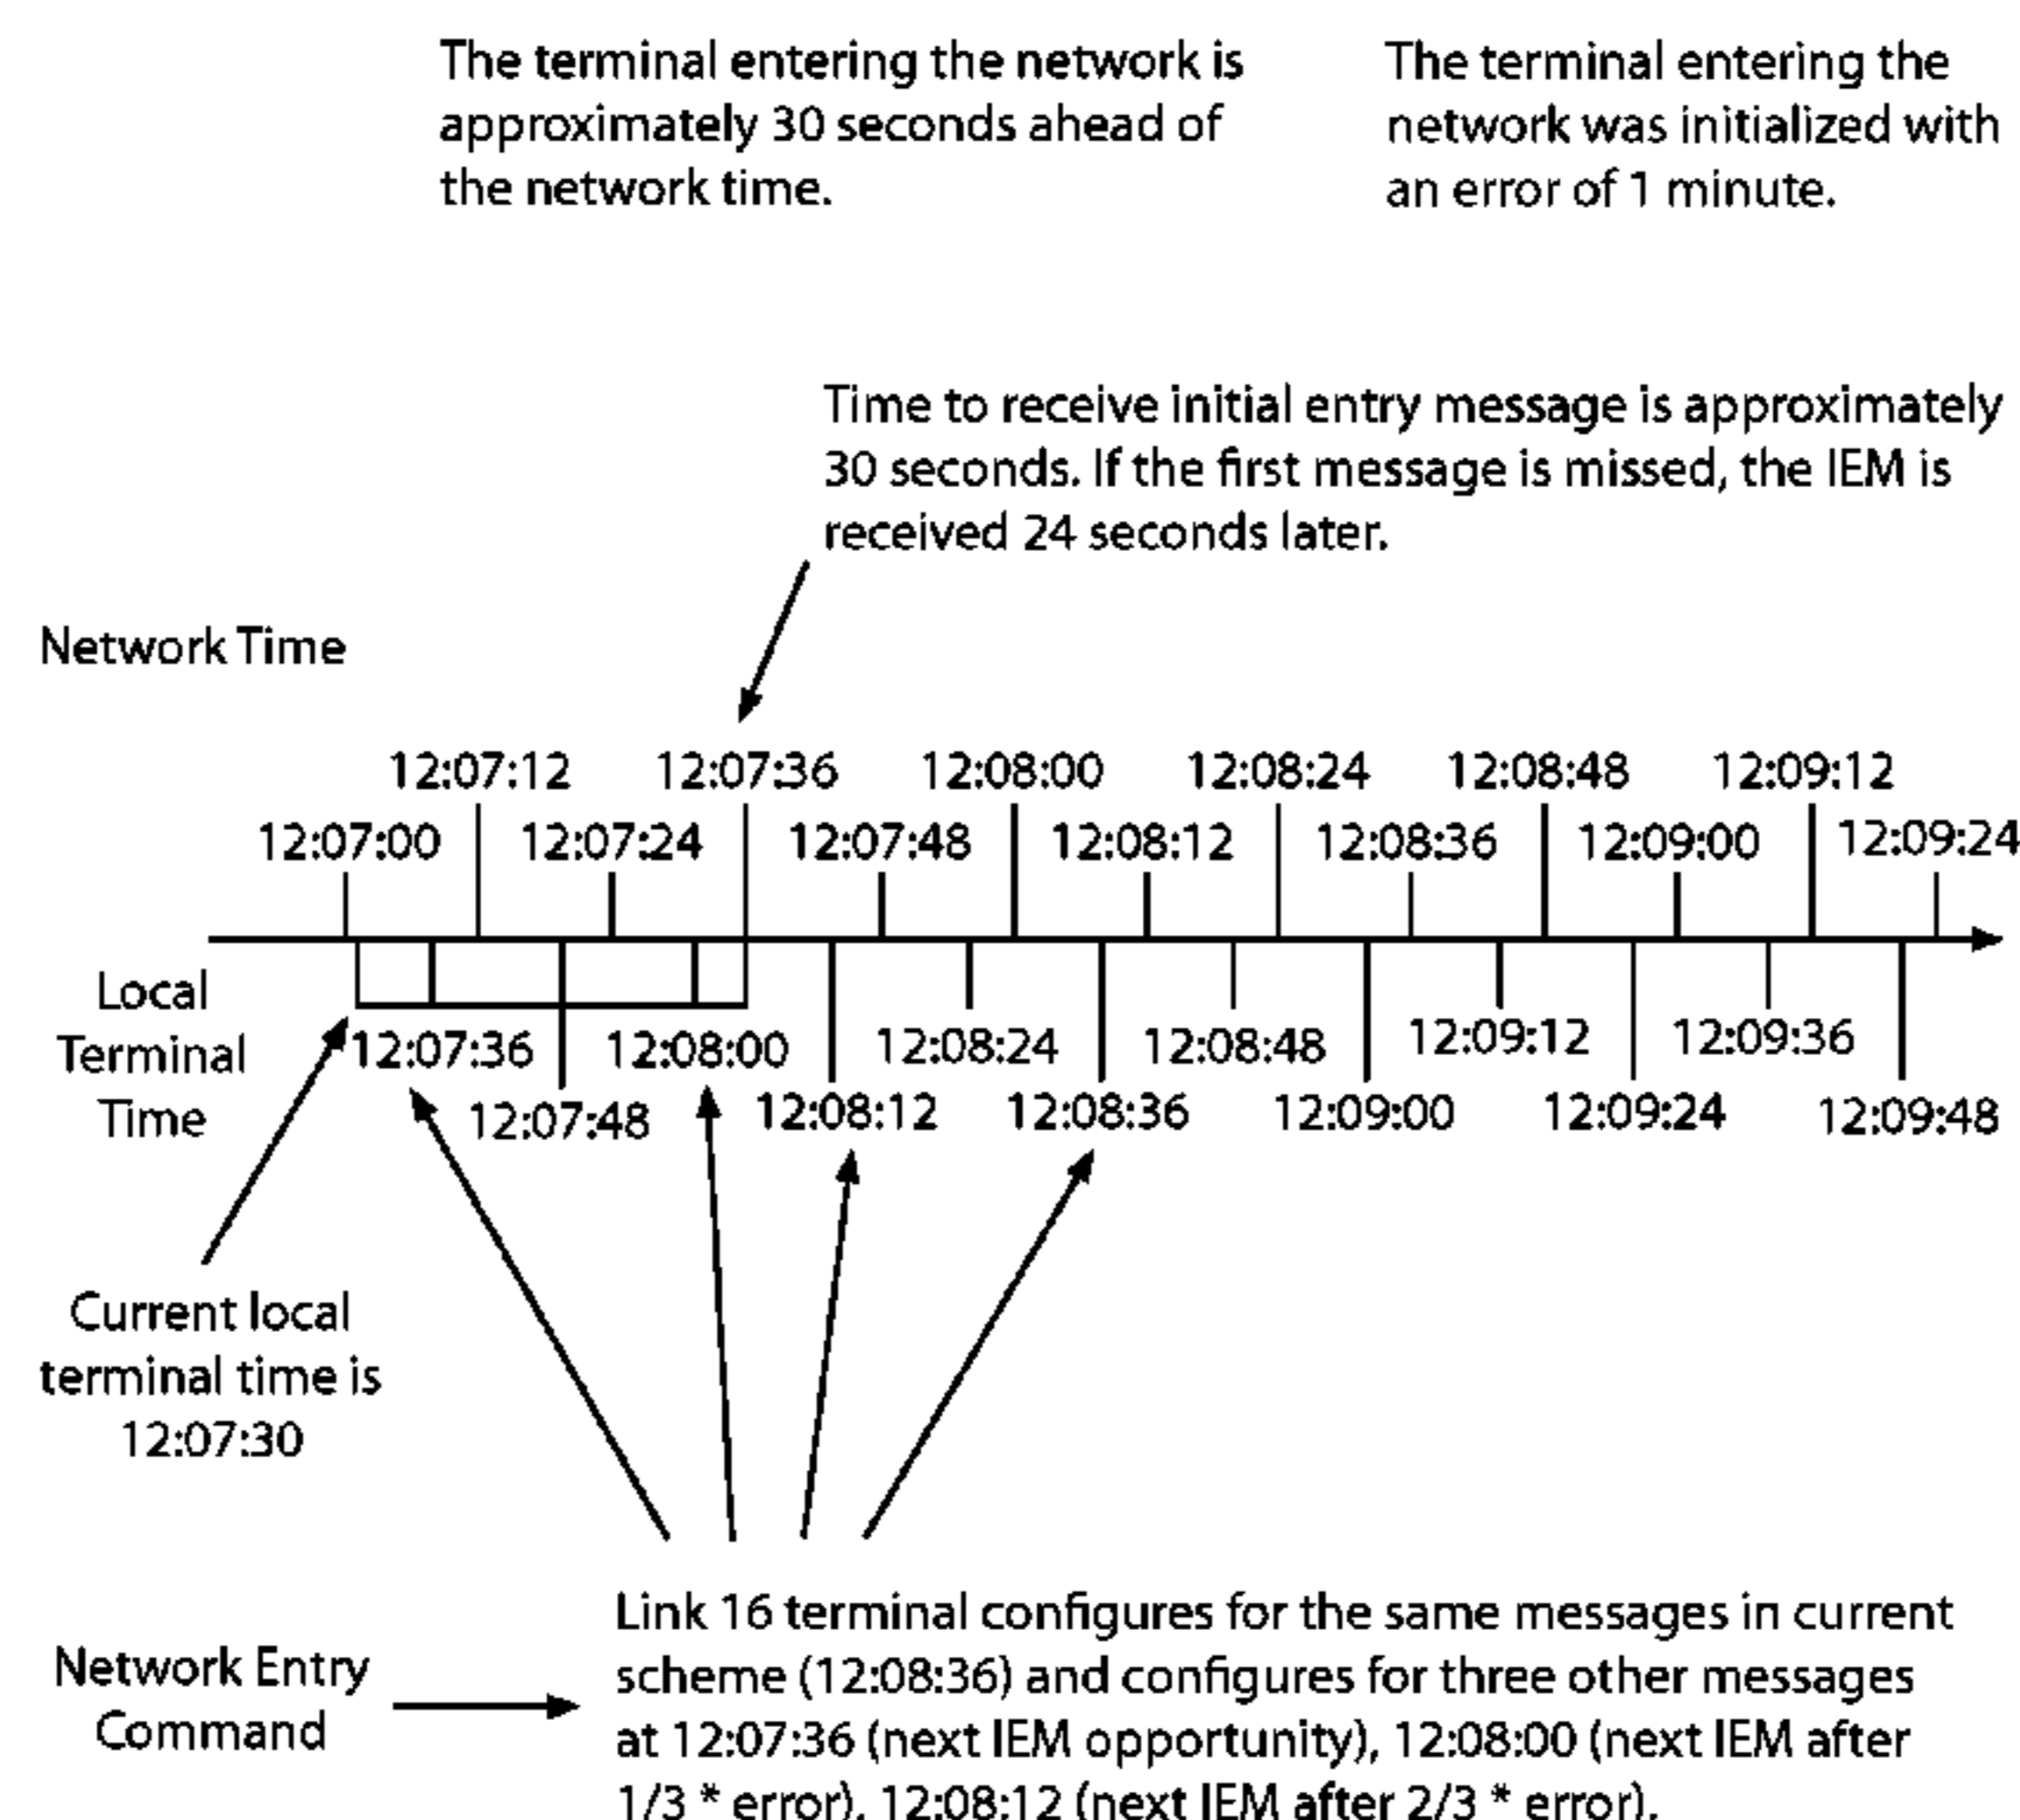 The terminal entering the network is
approximately 30 seconds ahead of
the network time.
The terminal entering the
network was initialized with
an error of 1 minute.
Time to receive initial entry message is approximately
30 seconds. If the first message is missed, the IEM is
received 24 seconds later.
Network Time
12:07:12 12:07:36 12:08:00 12:08:24 12:08:48 12:09:12
12:07:00 12:07:24 12:07:48 12:08:12 12:08:36 12:09:00 12:09:24
Local
Terminal
Time
12:07:36 12:08:00 12:08:24 12:08:48 12:09:12 12:09:36
12:07:48 12:08:12 12:08:36 12:09:00 12:09:24 12:09:48
Current local
terminal time is
12:07:30
Network Entry
Command
Link 16 terminal configures for the same messages in current
scheme (12:08:36) and configures for three other messages
at 12:07:36 (next IEM opportunity), 12:08:00 (next IEM after
1/3 * error), 12:08:12 (next IEM after 2/3 * error).